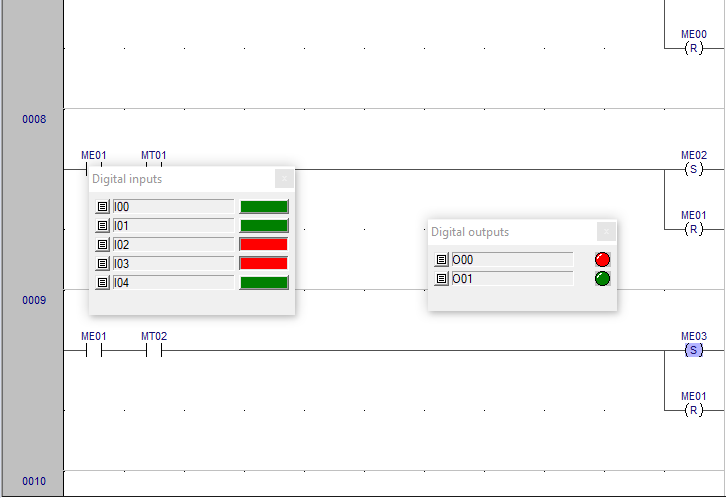 ME00
(R)
0008
ME01 MT01 ME02
(S)
Digital inputs
ME01
(R)
I00
I01
I02
I03
I04
Digital outputs
O00
O01
0009
ME01 MT02 ME03
(S)
ME01
(R)
0010